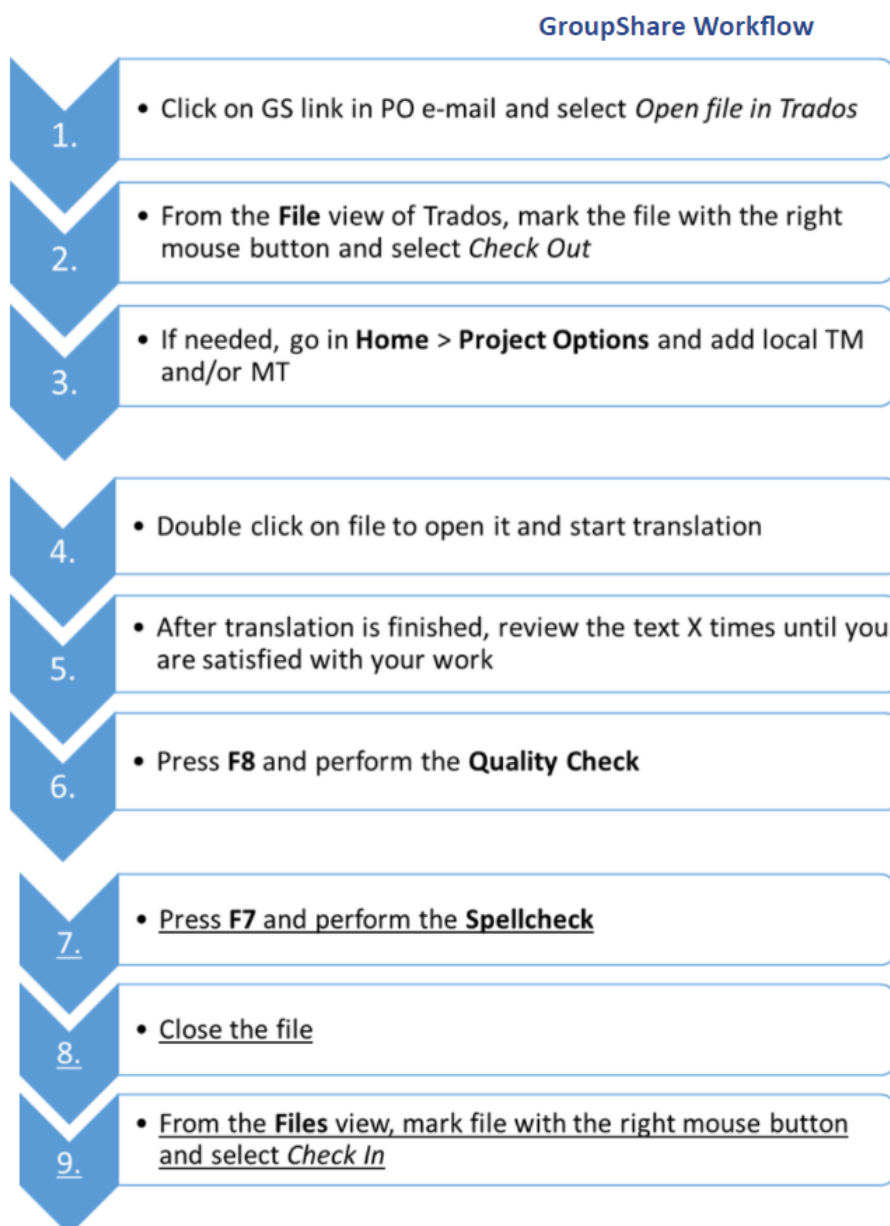 GroupShare Workflow
1.
• Click on GS link in PO e-mail and select Open file in Trados
2.
• From the File view of Trados, mark the file with the right
mouse button and select Check Out
3.
• If needed, go in Home > Project Options and add local TM
and/or MT
4.
• Double click on file to open it and start translation
5.
• After translation is finished, review the text X times until you
are satisfied with your work
6.
• Press F8 and perform the Quality Check
7.
• Press F7 and perform the Spellcheck
8.
• Close the file
9.
• From the Files view, mark file with the right mouse button
and select Check In